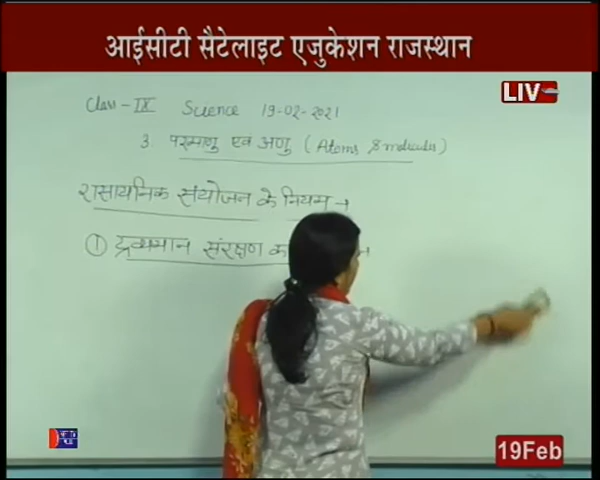 आईसीटी सैटेलाइट एजुकेशन राजस्थान
LIVE
Class - IX Science 19-02-2021
3. परमाणु एवं अणु (Atoms & molecules)
रासायनिक संयोजन के नियम →
① द्रव्यमान संरक्षण का
19Feb